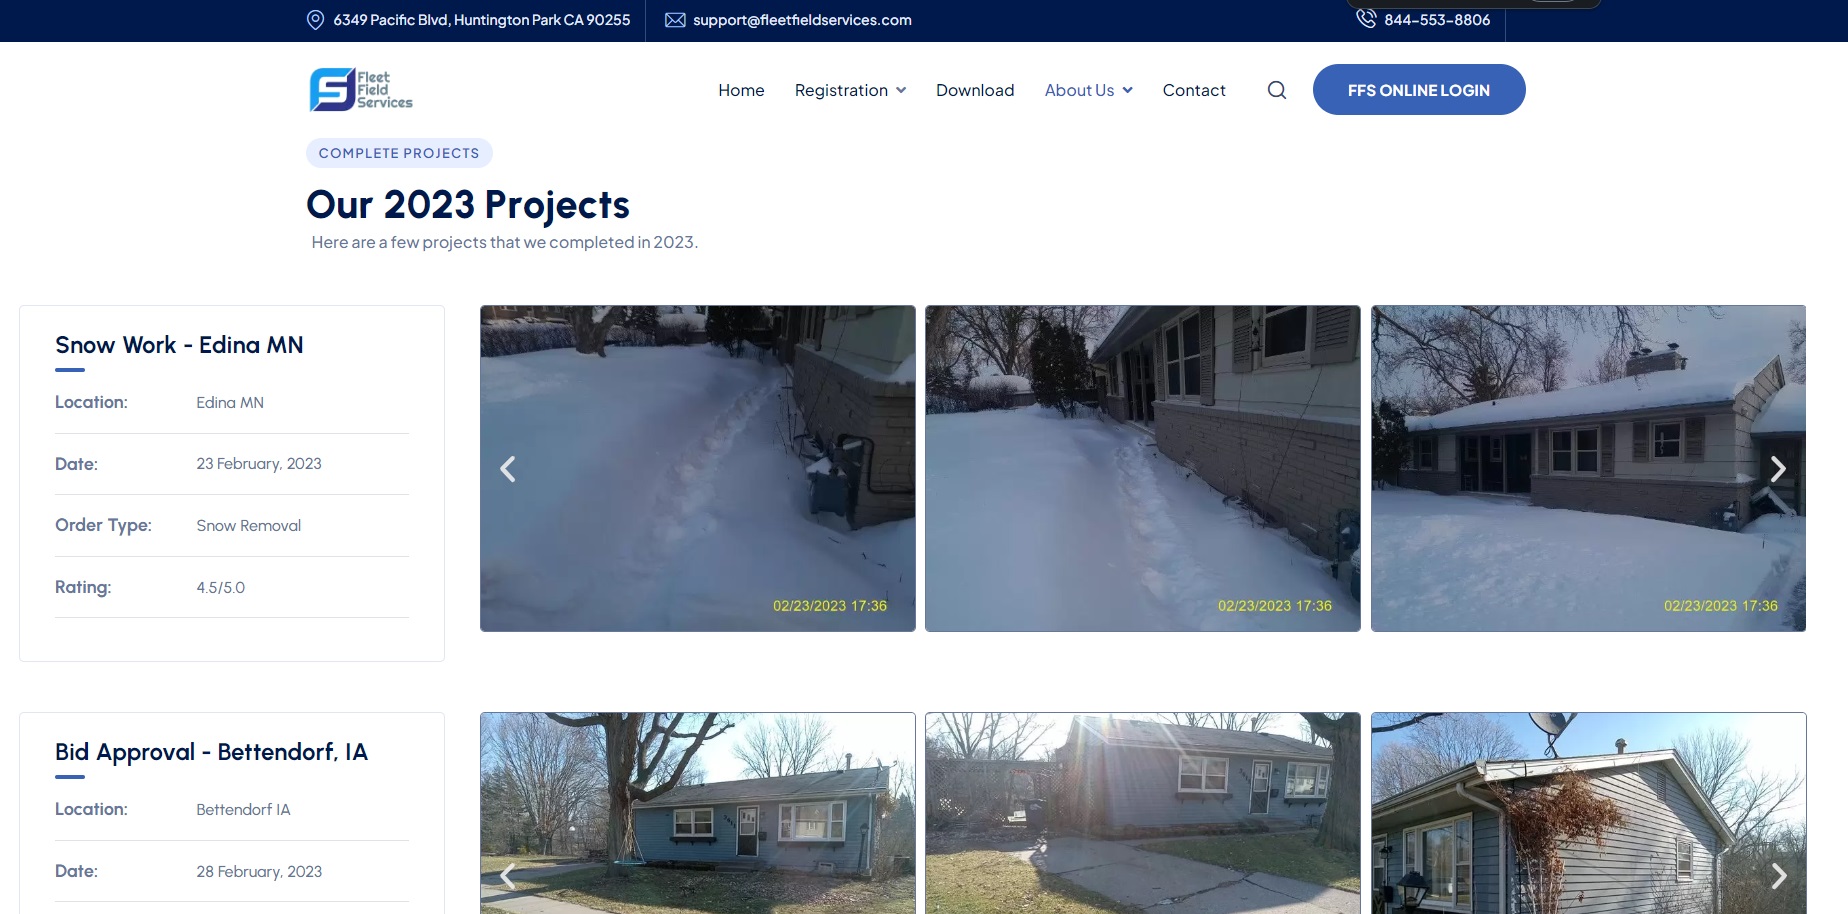 6349 Pacific Blvd, Huntington Park CA 90255
support@fleetfieldservices.com
844-553-8806
Fleet
Field
Services
Home
Registration
Download
About Us
Contact
FFS ONLINE LOGIN
COMPLETE PROJECTS
Our 2023 Projects
Here are a few projects that we completed in 2023.
Snow Work - Edina MN
Location: Edina MN
Date: 23 February, 2023
Order Type: Snow Removal
Rating: 4.5/5.0
02/23/2023 17:36
02/23/2023 17:36
02/23/2023 17:36
Bid Approval - Bettendorf, IA
Location: Bettendorf IA
Date: 28 February, 2023